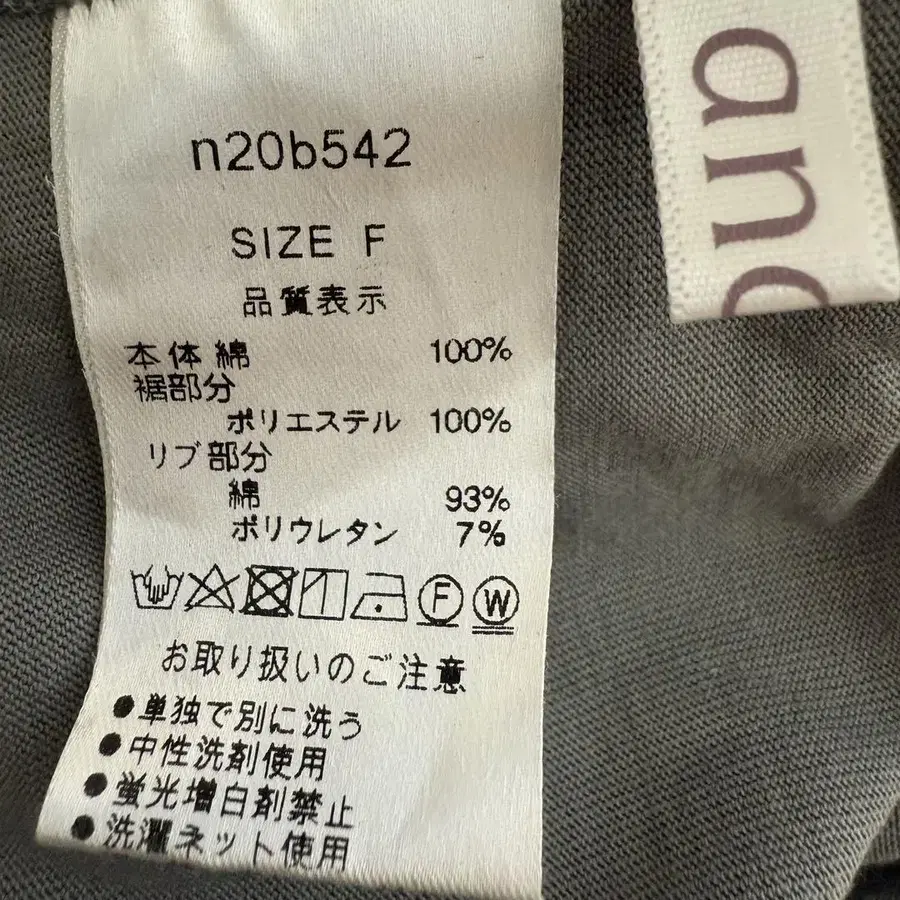 n20b542
SIZE F
品質表示
本体 綿 100%
裾部分
ポリエステル 100%
リブ部分
綿 93%
ポリウレタン 7%
F W
お取り扱いのご注意
●単独で別に洗う
●中性洗剤使用
●蛍光増白剤禁止
●洗濯ネット使用
an